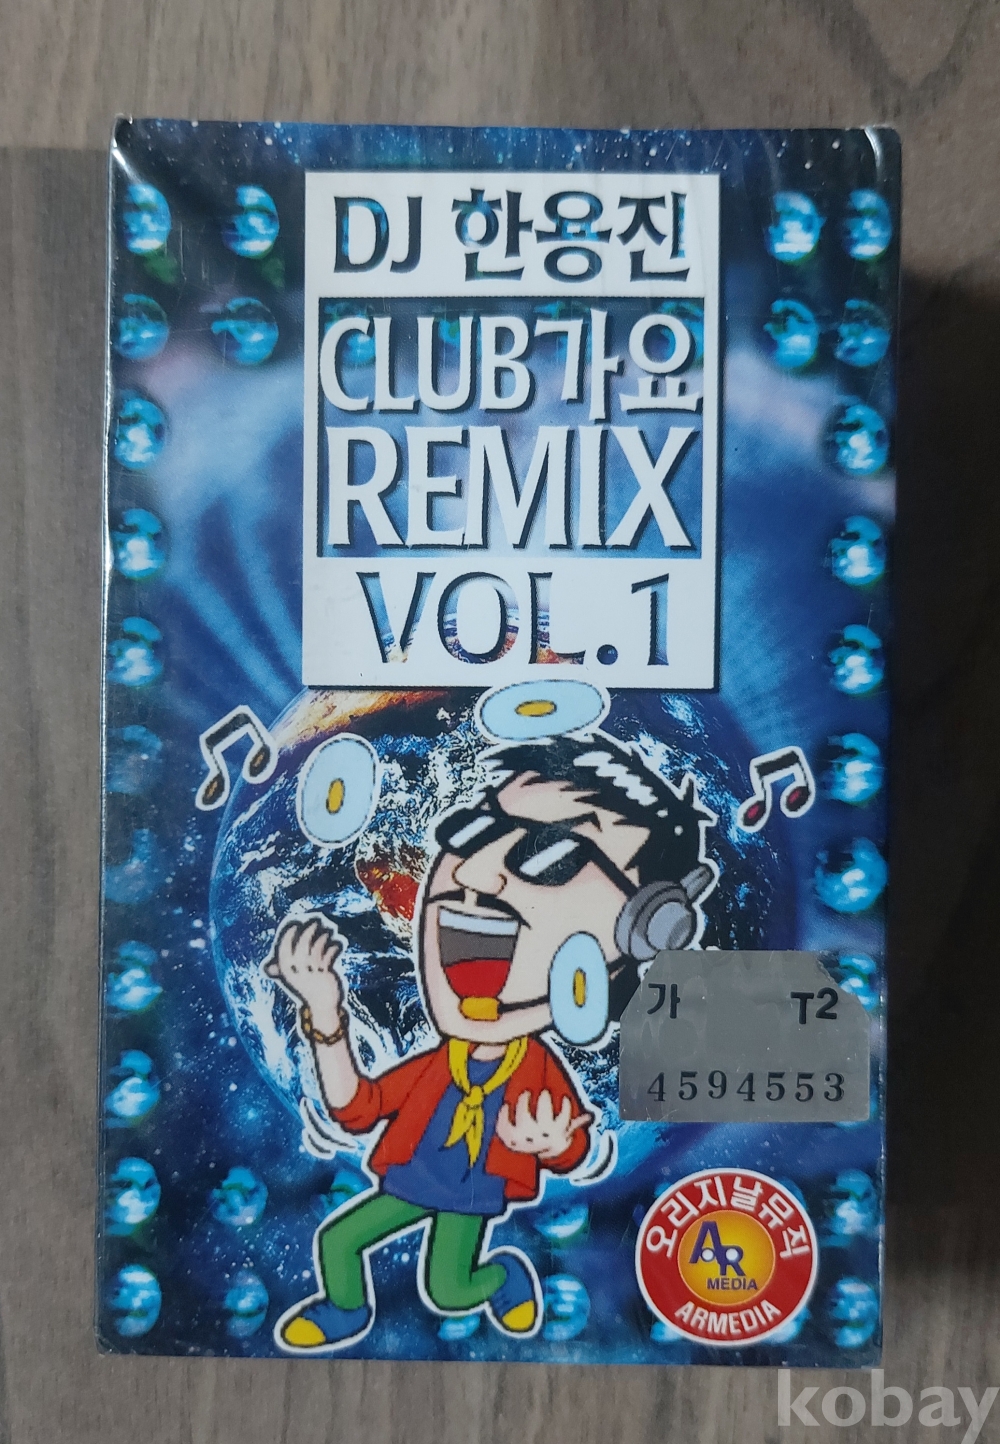 DJ 한용진
CLUB가요
REMIX
VOL.1
가 T2
4594553
오리지날뮤직
AR
MEDIA
ARMEDIA
kobay